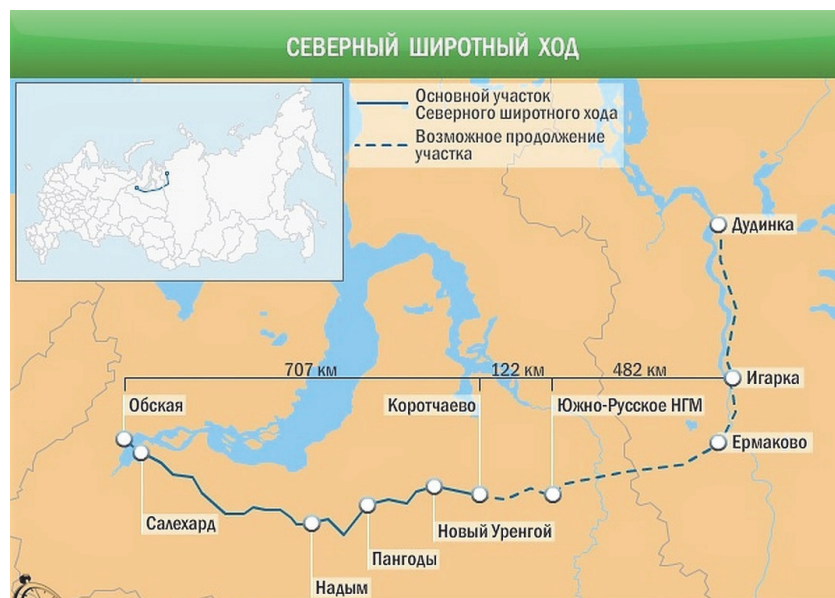 СЕВЕРНЫЙ ШИРОТНЫЙ ХОД
Основной участок
Северного широтного хода
Возможное продолжение
участка
Дудинка
707 км
122 км
482 км
Игарка
Обская
Коротчаево
Южно-Русское НГМ
Ермаково
Салехард
Новый Уренгой
Пангоды
Надым